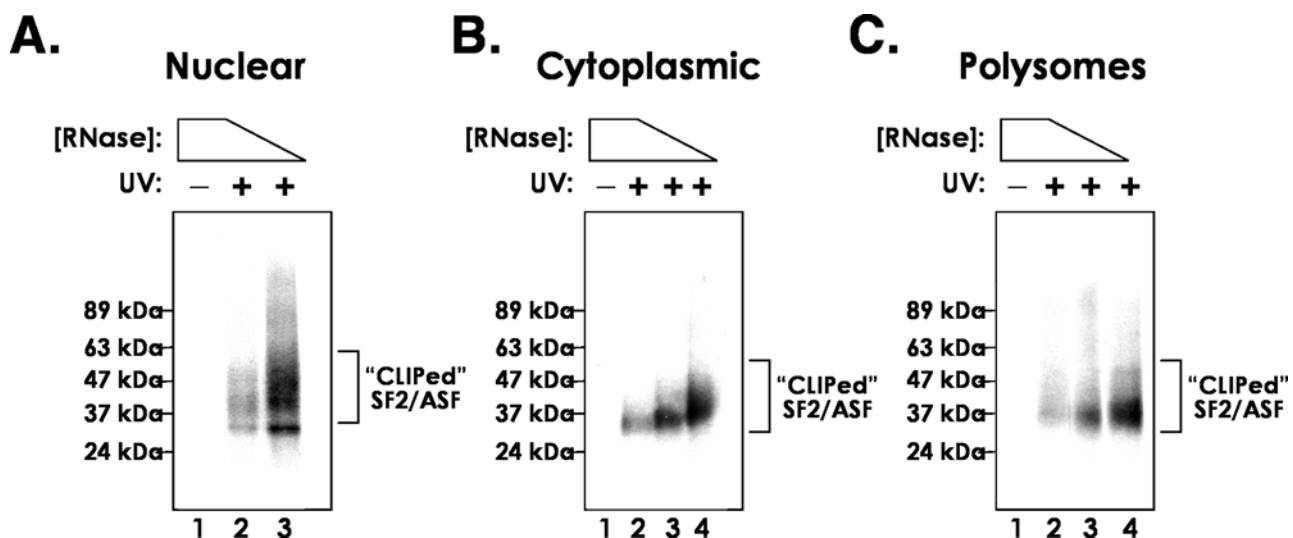 A.
Nuclear
[RNase]:
UV: – + +
89 kDa
63 kDa
47 kDa
37 kDa
24 kDa
"CLIPed"
SF2/ASF
1 2 3
B.
Cytoplasmic
[RNase]:
UV: – + + +
89 kDa
63 kDa
47 kDa
37 kDa
24 kDa
"CLIPed"
SF2/ASF
1 2 3 4
C.
Polysomes
[RNase]:
UV: – + + +
89 kDa
63 kDa
47 kDa
37 kDa
24 kDa
"CLIPed"
SF2/ASF
1 2 3 4